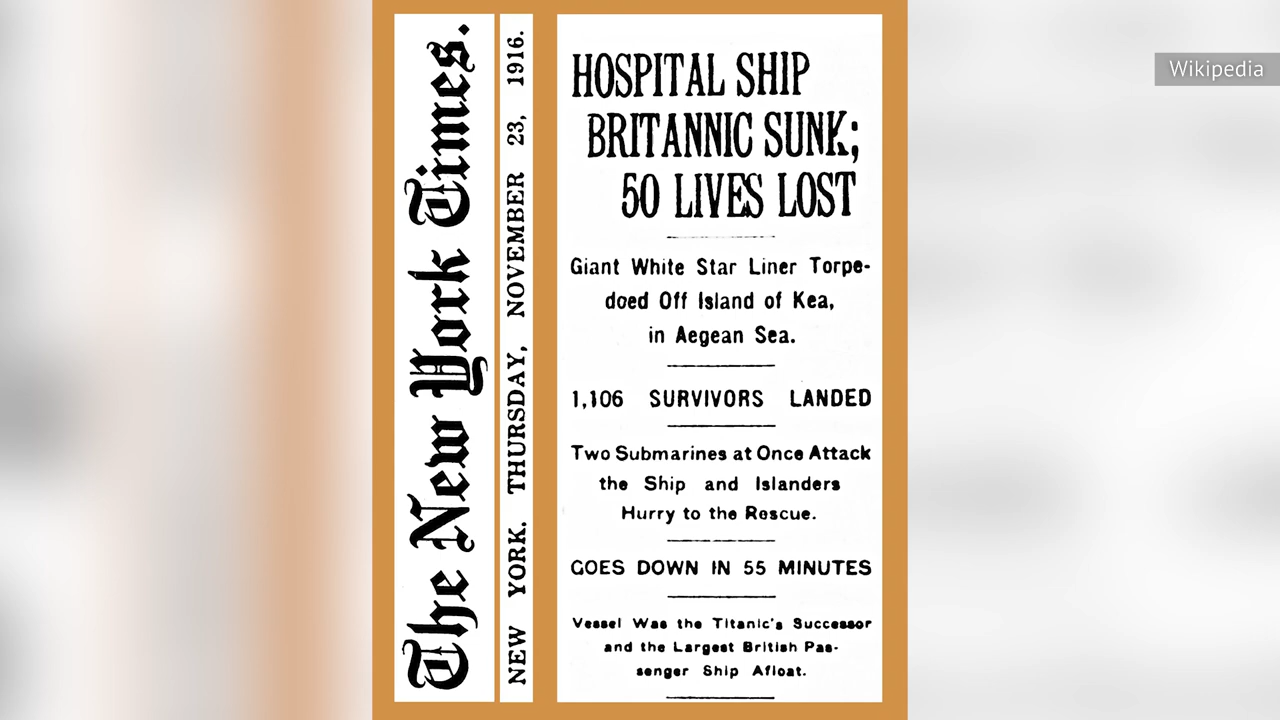 The New York Times.
NEW YORK. THURSDAY, NOVEMBER 23, 1916.
HOSPITAL SHIP
BRITANNIC SUNK;
50 LIVES LOST
Giant White Star Liner Torpe-
doed Off Island of Kea,
in Aegean Sea.
1,106 SURVIVORS LANDED
Two Submarines at Once Attack
the Ship and Islanders
Hurry to the Rescue.
GOES DOWN IN 55 MINUTES
Vessel Was the Titanic's Successor
and the Largest British Pas-
senger Ship Afloat.
Wikipedia